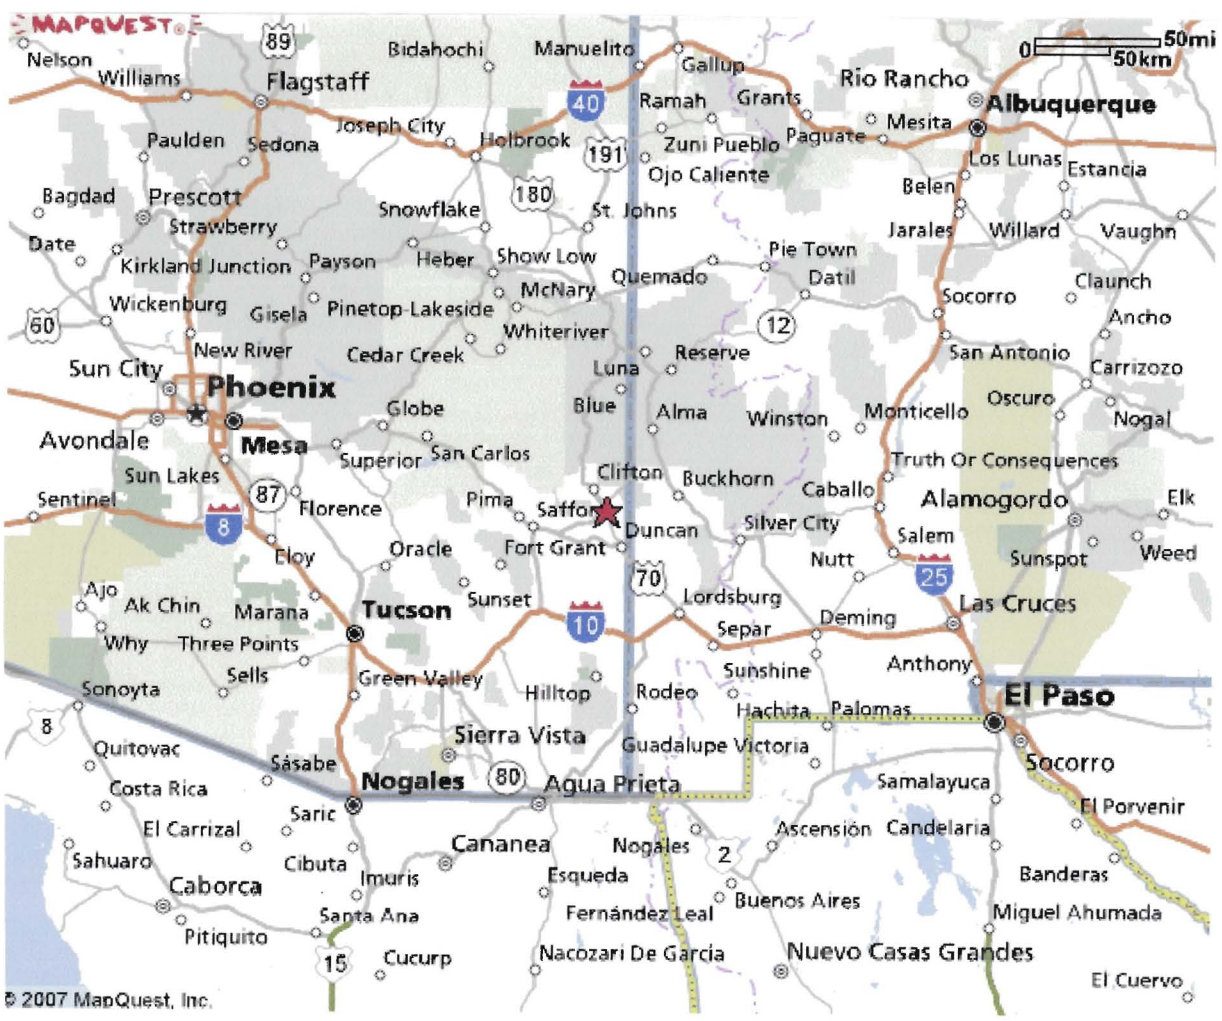 MAPQUEST
89
Nelson
Williams
Flagstaff
Bidahochi
Manuelito
Gallup
0
50mi
50km
Rio Rancho
Albuquerque
40
Ramah
Grants
Paguate
Mesita
Joseph City
Holbrook
191
Zuni Pueblo
Ojo Caliente
Los Lunas
Estancia
Belen
Paulden
Sedona
Bagdad
Prescott
180
Snowflake
St. Johns
Jarales
Willard
Vaughn
Strawberry
Date
Kirkland Junction
Payson
Heber
Show Low
Quemado
Pie Town
Datil
Claunch
McNary
Wickenburg
Gisela
Pinetop-Lakeside
Socorro
Ancho
60
12
Whiteriver
New River
Cedar Creek
Reserve
San Antonio
Carrizozo
Sun City
Phoenix
Luna
Blue
Globe
Alma
Winston
Monticello
Oscuro
Nogal
Avondale
Mesa
Superior
San Carlos
Sun Lakes
Clifton
Buckhorn
Truth Or Consequences
Caballo
Alamogordo
Elk
Sentinel
87
Florence
Pima
Saffor
Duncan
Silver City
8
Salem
Sunspot
Weed
Eloy
Oracle
Fort Grant
Nutt
70
25
Ajo
Ak Chin
Marana
Tucson
Sunset
Lordsburg
Las Cruces
10
Deming
Why
Three Points
Separ
Anthony
Sonoyta
Sells
Green Valley
Hilltop
Rodeo
Sunshine
El Paso
Hachita
Palomas
8
Quitovac
Sierra Vista
Guadalupe Victoria
Socorro
Sásabe
Nogales
80
Agua Prieta
Samalayuca
Costa Rica
El Porvenir
Saric
El Carrizal
Cananea
Nogales
2
Ascensión
Candelaria
Sahuaro
Cibuta
Imuris
Esqueda
Banderas
Caborca
Buenos Aires
Santa Ana
Fernández Leal
Miguel Ahumada
Pitiquito
15
Cucurp
Nacozari De García
Nuevo Casas Grandes
El Cuervo
© 2007 MapQuest, Inc.